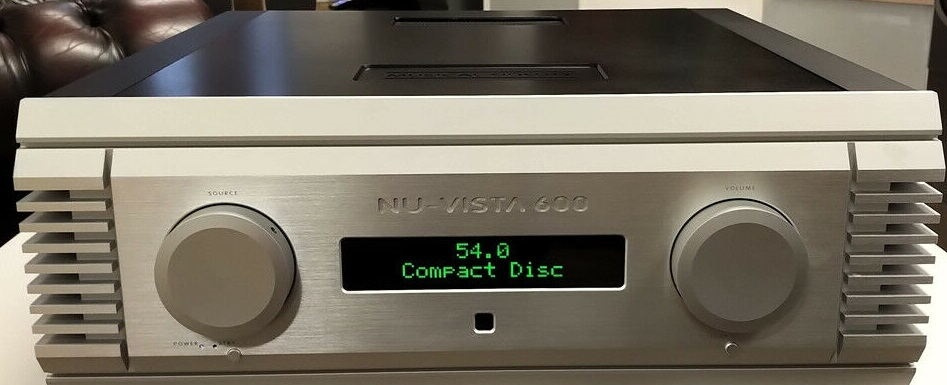 SOURCE
VOLUME
NU-VISTA 600
54.0
Compact Disc
POWER